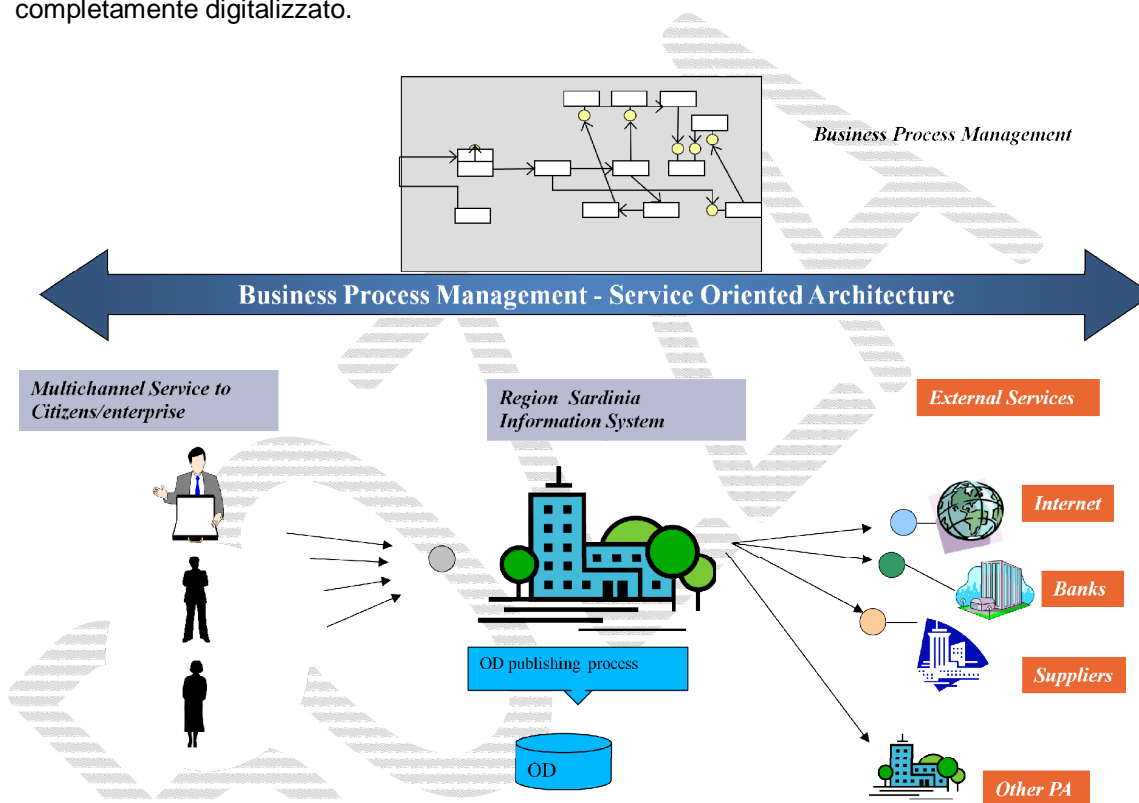 completamente digitalizzato.
Business Process Management
Business Process Management - Service Oriented Architecture
Multichannel Service to
Citizens/enterprise
Region Sardinia
Information System
External Services
Internet
Banks
Suppliers
Other PA
OD publishing process
OD